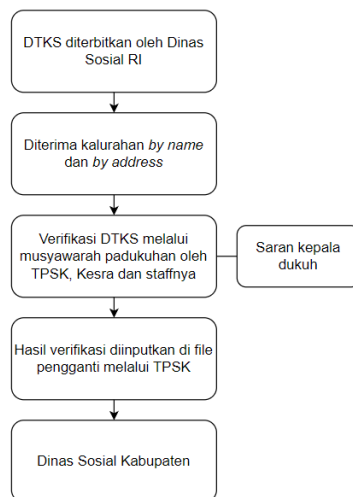 DTKS diterbitkan oleh Dinas
Sosial RI
Diterima kalurahan by name
dan by address
Verifikasi DTKS melalui
musyawarah padukuhan oleh
TPSK, Kesra dan staffnya
Saran kepala
dukuh
Hasil verifikasi diinputkan di file
pengganti melalui TPSK
Dinas Sosial Kabupaten